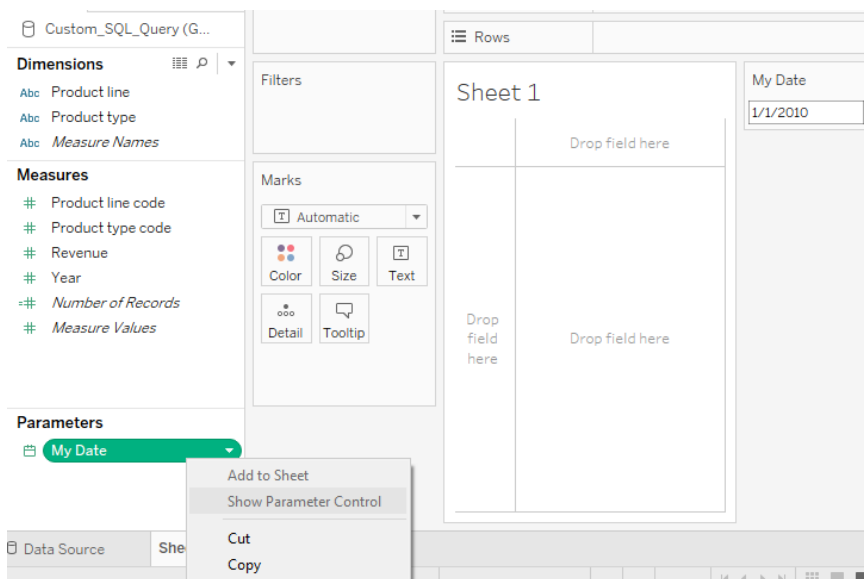 Custom_SQL_Query (G...
Dimensions
Abc Product line
Abc Product type
Abc Measure Names
Measures
# Product line code
# Product type code
# Revenue
# Year
=# Number of Records
# Measure Values
Parameters
My Date
Add to Sheet
Show Parameter Control
Cut
Copy
Data Source
She
Filters
Marks
T Automatic
Color
Size
T
Text
Detail
Tooltip
Rows
Sheet 1
Drop field here
Drop
field
here
Drop field here
My Date
1/1/2010